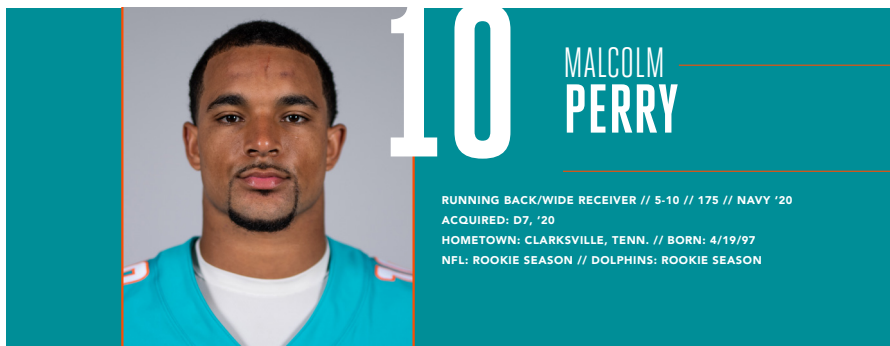 10
MALCOLM
PERRY
RUNNING BACK/WIDE RECEIVER // 5-10 // 175 // NAVY '20
ACQUIRED: D7, '20
HOMETOWN: CLARKSVILLE, TENN. // BORN: 4/19/97
NFL: ROOKIE SEASON // DOLPHINS: ROOKIE SEASON